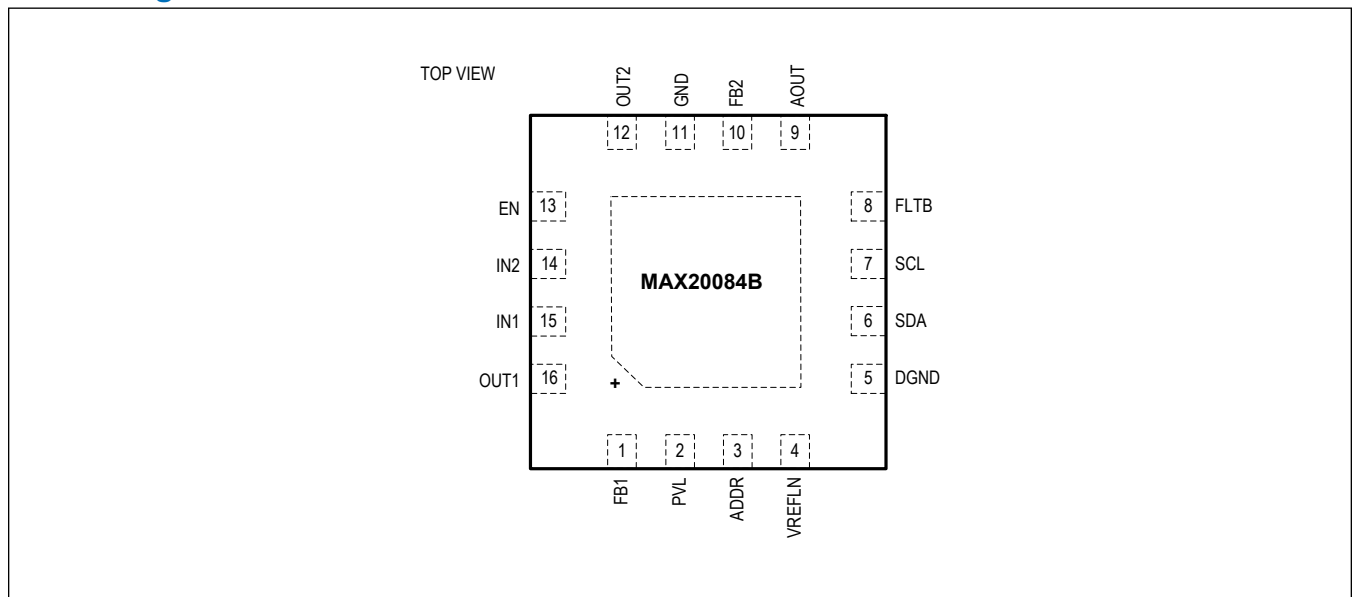 TOP VIEW
OUT2
GND
FB2
AOUT
12
11
10
9
EN
13
8
FLTB
IN2
14
MAX20084B
7
SCL
IN1
15
6
SDA
OUT1
16
+
5
DGND
1
2
3
4
FB1
PVL
ADDR
VREFLN